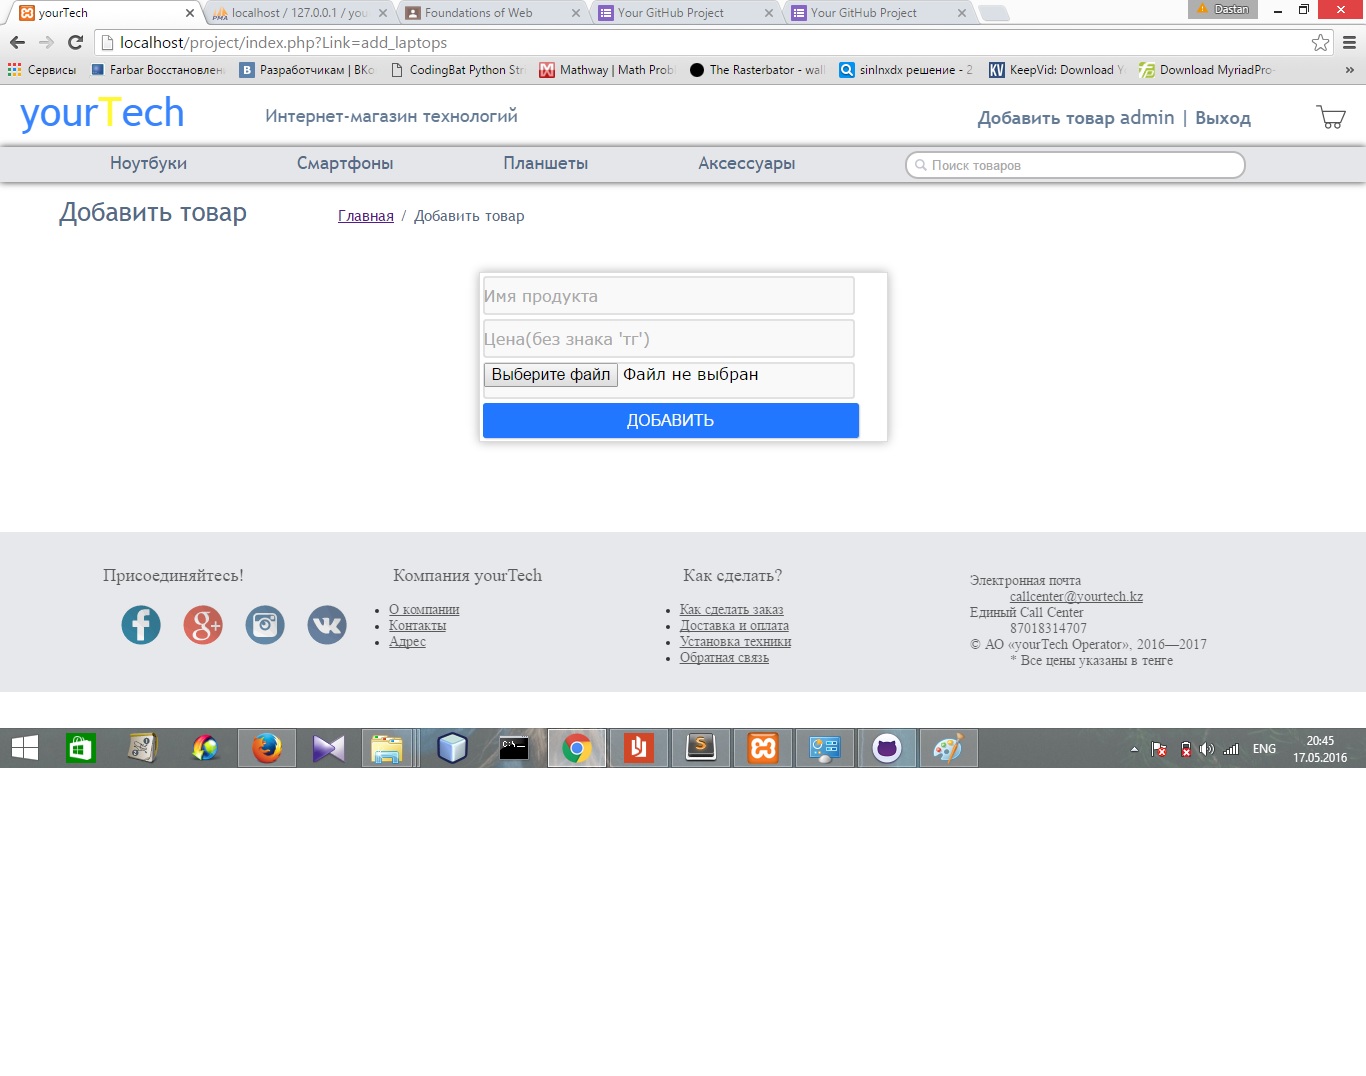 yourTech
localhost / 127.0.0.1 / you
Foundations of Web
Your GitHub Project
Your GitHub Project
Dastan
localhost/project/index.php?Link=add_laptops
Сервисы
Farbar Восстановлен
Разработчикам | ВКо
CodingBat Python Str
Mathway | Math Prob
The Rasterbator - wall
sinlnxdx решение - 2
KeepVid: Download Y
Download MyriadPro-
»
yourTech
Интернет-магазин технологий
Добавить товар admin | Выход
Ноутбуки
Смартфоны
Планшеты
Аксессуары
Поиск товаров
Добавить товар
Главная / Добавить товар
Имя продукта
Цена(без знака 'тг')
Выберите файл Файл не выбран
ДОБАВИТЬ
Присоединяйтесь!
Компания yourTech
О компании
Контакты
Адрес
Как сделать?
Как сделать заказ
Доставка и оплата
Установка техники
Обратная связь
Электронная почта
callcenter@yourtech.kz
Единый Call Center
87018314707
© АО «yourTech Operator», 2016—2017
* Все цены указаны в тенге
ENG
20:45
17.05.2016